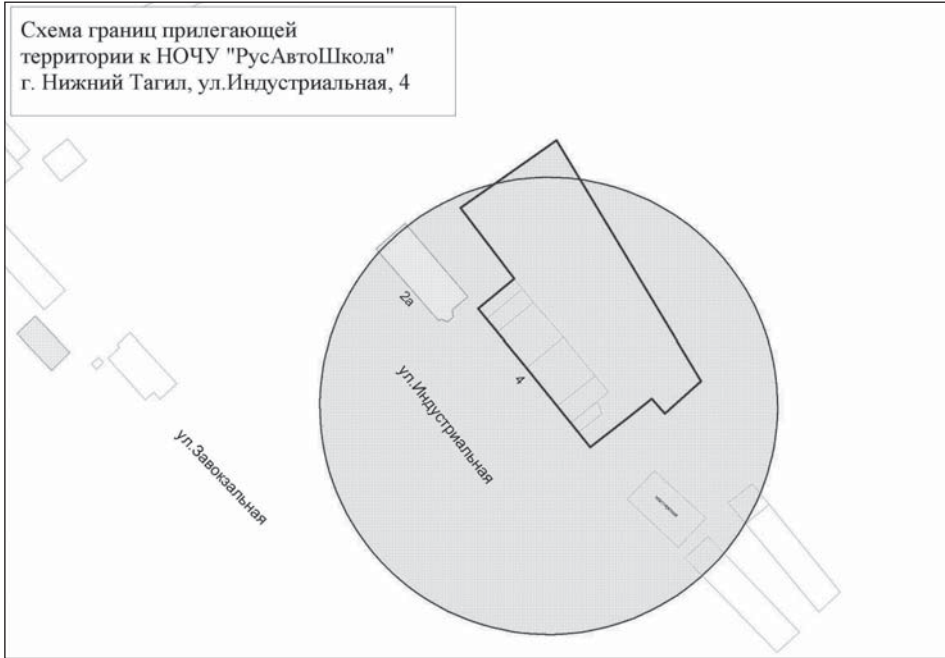 Схема границ прилегающей
территории к НОЧУ "РусАвтоШкола"
г. Нижний Тагил, ул.Индустриальная, 4
2а
4
ул.Индустриальная
ул.Завокзальная